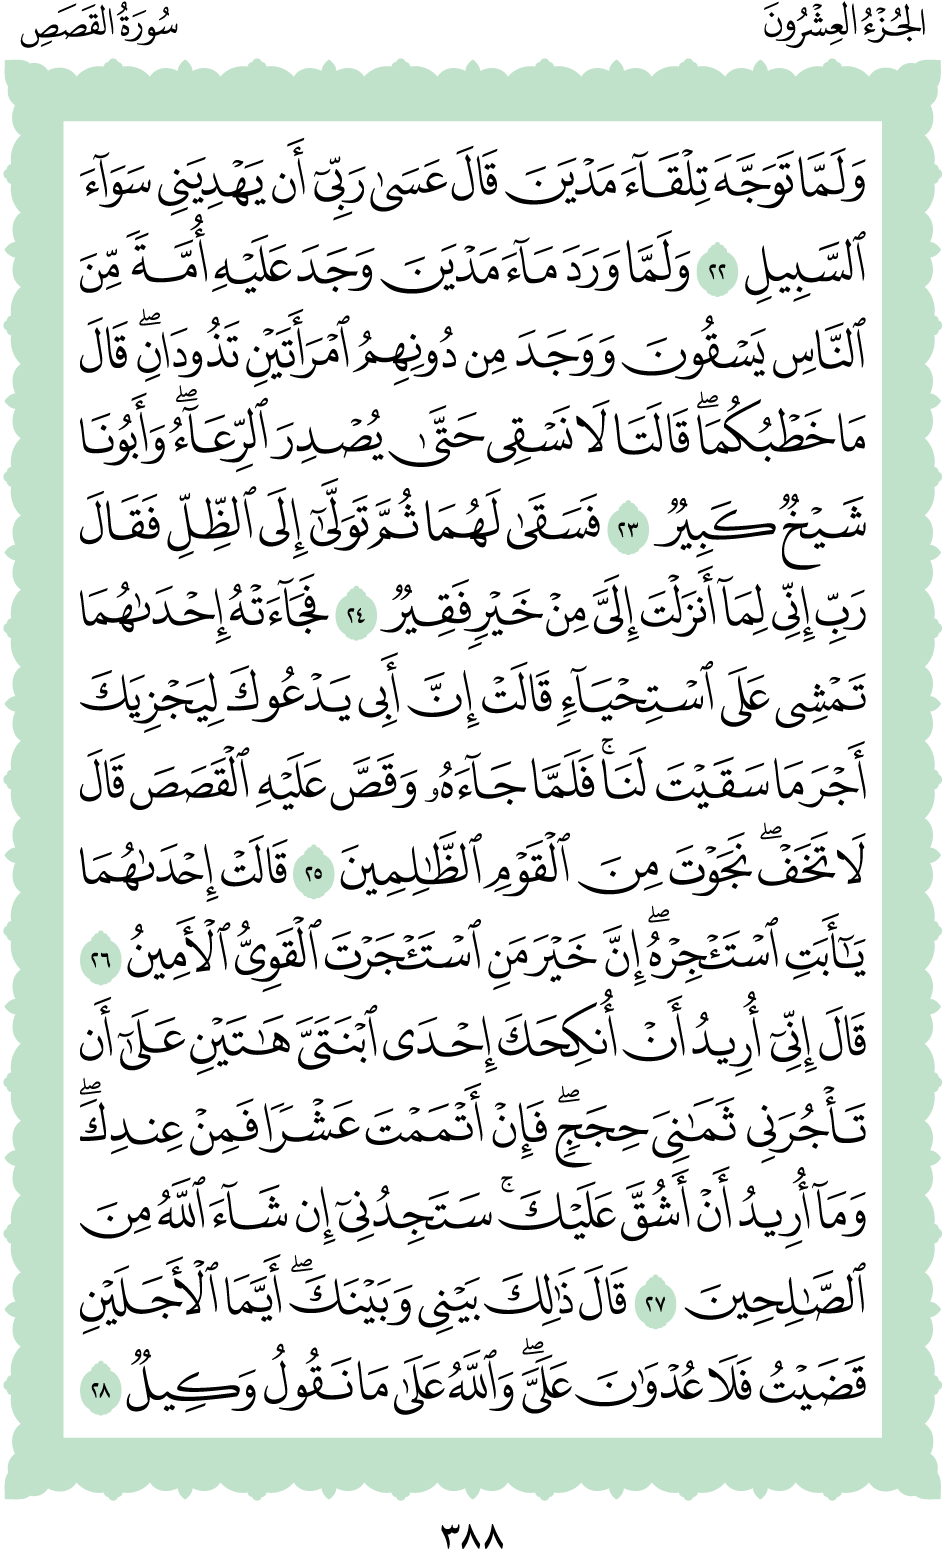 الجُزْءُ العِشْرُونَ
سُورَةُ القَصَصِ
وَلَمَّا تَوَجَّهَ تِلْقَآءَ مَدْيَنَ قَالَ عَسَىٰ رَبِّىٓ أَن يَهْدِيَنِى سَوَآءَ
ٱلسَّبِيلِ ٢٢ وَلَمَّا وَرَدَ مَآءَ مَدْيَنَ وَجَدَ عَلَيْهِ أُمَّةً مِّنَ
ٱلنَّاسِ يَسْقُونَ وَوَجَدَ مِن دُونِهِمُ ٱمْرَأَتَيْنِ تَذُودَانِۖ قَالَ
مَا خَطْبُكُمَاۖ قَالَتَا لَا نَسْقِى حَتَّىٰ يُصْدِرَ ٱلرِّعَآءُۖ وَأَبُونَا
شَيْخٌ كَبِيرٌ ٢٣ فَسَقَىٰ لَهُمَا ثُمَّ تَوَلَّىٰٓ إِلَى ٱلظِّلِّ فَقَالَ
رَبِّ إِنِّى لِمَآ أَنزَلْتَ إِلَىَّ مِنْ خَيْرٍ فَقِيرٌ ٢٤ فَجَآءَتْهُ إِحْدَىٰهُمَا
تَمْشِى عَلَى ٱسْتِحْيَآءٍ قَالَتْ إِنَّ أَبِى يَدْعُوكَ لِيَجْزِيَكَ
أَجْرَ مَا سَقَيْتَ لَنَاۚ فَلَمَّا جَآءَهُۥ وَقَصَّ عَلَيْهِ ٱلْقَصَصَ قَالَ
لَا تَخَفْۖ نَجَوْتَ مِنَ ٱلْقَوْمِ ٱلظَّٰلِمِينَ ٢٥ قَالَتْ إِحْدَىٰهُمَا
يَٰٓأَبَتِ ٱسْتَـْٔجِرْهُۖ إِنَّ خَيْرَ مَنِ ٱسْتَـْٔجَرْتَ ٱلْقَوِىُّ ٱلْأَمِينُ ٢٦
قَالَ إِنِّىٓ أُرِيدُ أَنْ أُنكِحَكَ إِحْدَى ٱبْنَتَىَّ هَٰتَيْنِ عَلَىٰٓ أَن
تَأْجُرَنِى ثَمَٰنِىَ حِجَجٍۖ فَإِنْ أَتْمَمْتَ عَشْرًا فَمِنْ عِندِكَۖ
وَمَآ أُرِيدُ أَنْ أَشُقَّ عَلَيْكَۚ سَتَجِدُنِىٓ إِن شَآءَ ٱللَّهُ مِنَ
ٱلصَّٰلِحِينَ ٢٧ قَالَ ذَٰلِكَ بَيْنِى وَبَيْنَكَۖ أَيَّمَا ٱلْأَجَلَيْنِ
قَضَيْتُ فَلَا عُدْوَٰنَ عَلَىَّۖ وَٱللَّهُ عَلَىٰ مَا نَقُولُ وَكِيلٌ ٢٨
٣٨٨